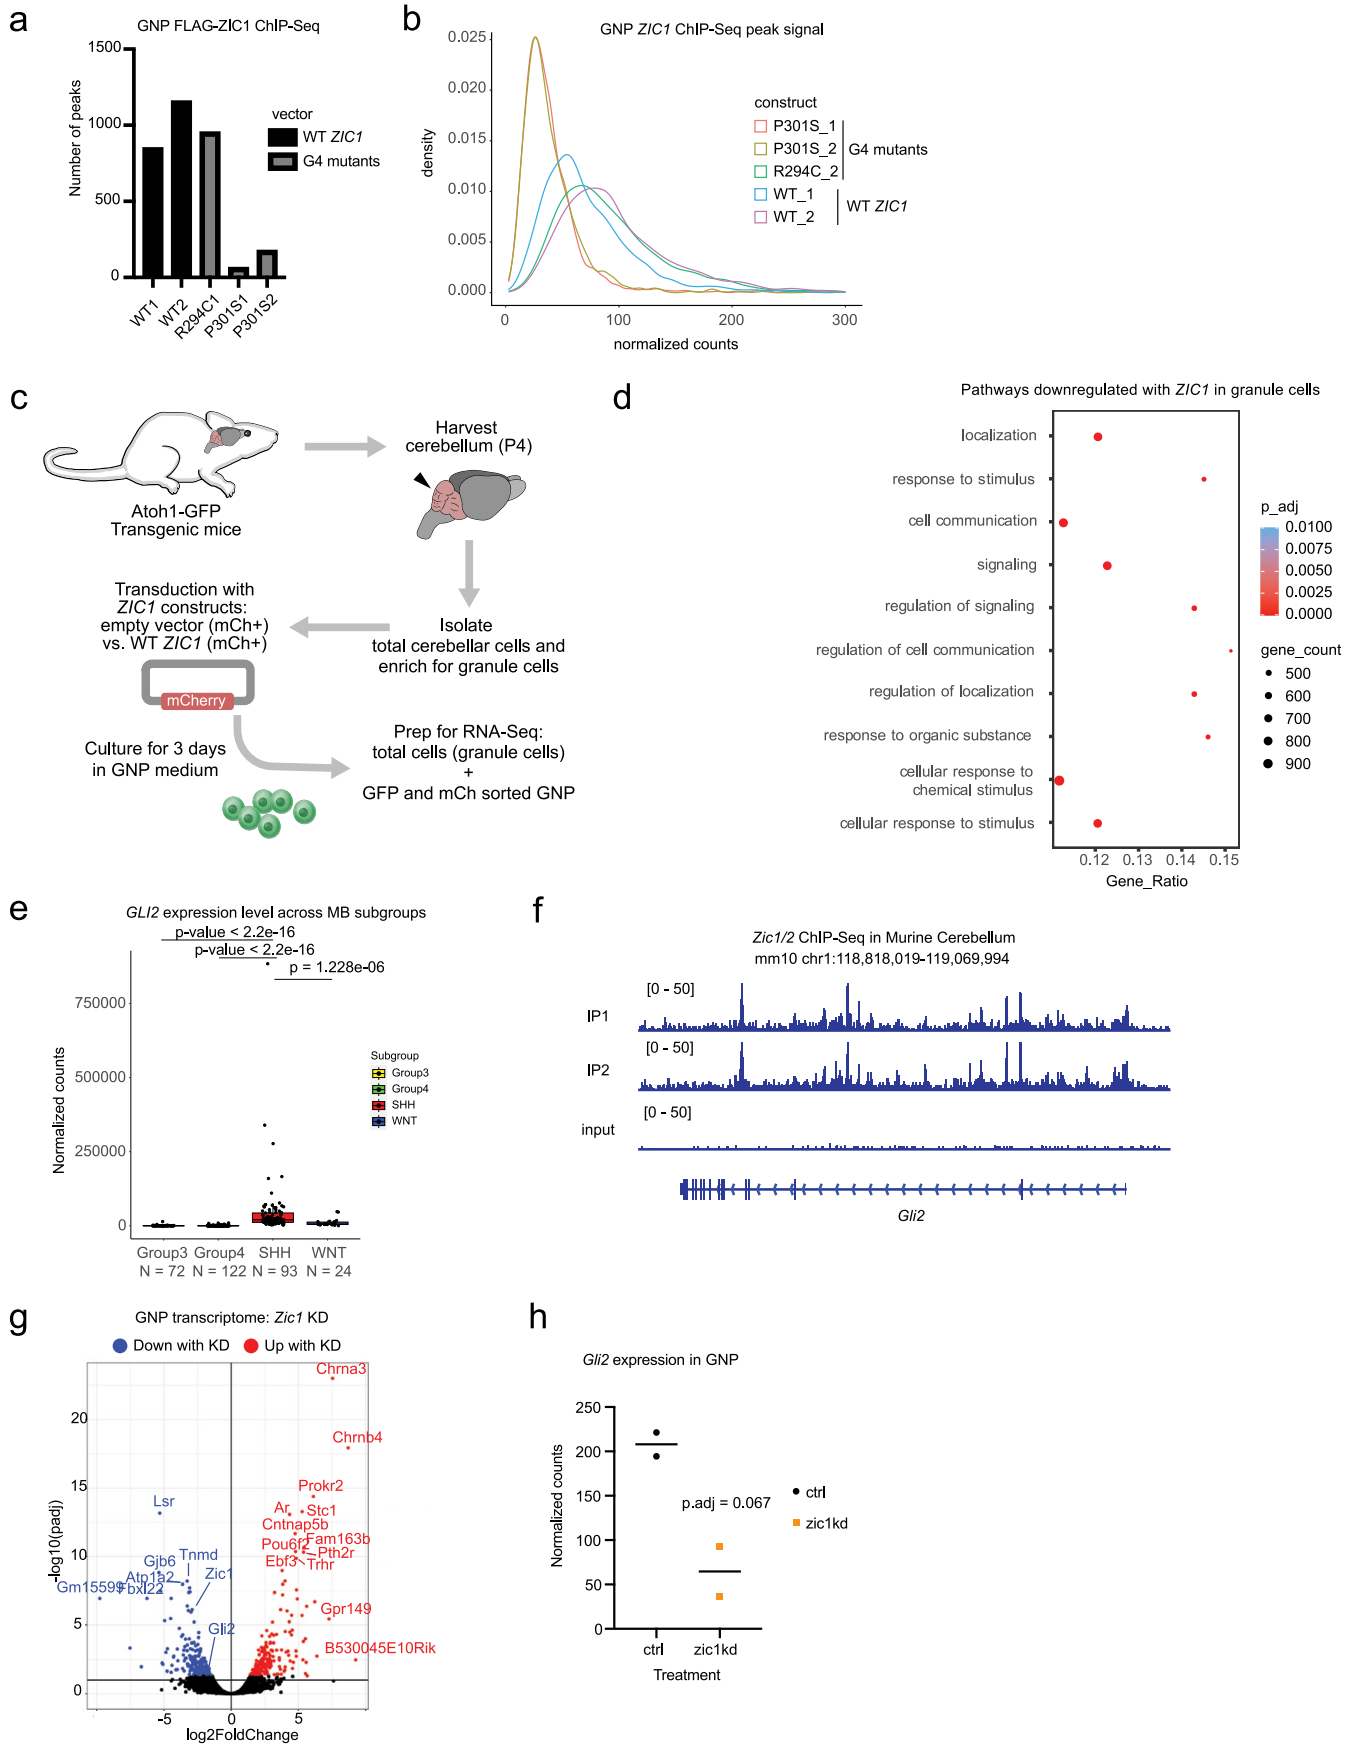 a
GNP FLAG-ZIC1 ChIP-Seq
1500
1000
500
0
Number of peaks
vector
WT ZIC1
G4 mutants
WT1
WT2
R294C1
P301S1
P301S2
b
GNP ZIC1 ChIP-Seq peak signal
0.025
0.020
0.015
0.010
0.005
0.000
density
0
100
200
300
normalized counts
construct
P301S_1
P301S_2
R294C_2
WT_1
WT_2
G4 mutants
WT ZIC1
c
Atoh1-GFP
Transgenic mice
Harvest
cerebellum (P4)
Isolate
total cerebellar cells and
enrich for granule cells
Transduction with
ZIC1 constructs:
empty vector (mCh+)
vs. WT ZIC1 (mCh+)
mCherry
Culture for 3 days
in GNP medium
Prep for RNA-Seq:
total cells (granule cells)
+
GFP and mCh sorted GNP
d
Pathways downregulated with ZIC1 in granule cells
localization
response to stimulus
cell communication
signaling
regulation of signaling
regulation of cell communication
regulation of localization
response to organic substance
cellular response to
chemical stimulus
cellular response to stimulus
0.12
0.13
0.14
0.15
Gene_Ratio
p_adj
0.0100
0.0075
0.0050
0.0025
0.0000
gene_count
500
600
700
800
900
e
GLI2 expression level across MB subgroups
p-value < 2.2e-16
p-value < 2.2e-16
p = 1.228e-06
750000
500000
250000
0
Normalized counts
Subgroup
Group3
Group4
SHH
WNT
Group3 Group4 SHH WNT
N = 72 N = 122 N = 93 N = 24
f
Zic1/2 ChIP-Seq in Murine Cerebellum
mm10 chr1:118,818,019-119,069,994
[0 - 50]
IP1
[0 - 50]
IP2
[0 - 50]
input
Gli2
g
GNP transcriptome: Zic1 KD
Down with KD
Up with KD
Chrna3
Chrnb4
Prokr2
Ar
Stc1
Cntnap5b
Fam163b
Pou6f2
Pth2r
Ebf3
Trhr
Gpr149
B530045E10Rik
Lsr
Tnmd
Gjb6
Atp1a2
Zic1
Gm15599
Fbxl22
Gli2
20
15
10
5
0
-log10(padj)
-5
0
5
log2FoldChange
h
Gli2 expression in GNP
250
200
150
100
50
0
Normalized counts
p.adj = 0.067
ctrl
zic1kd
ctrl
zic1kd
Treatment